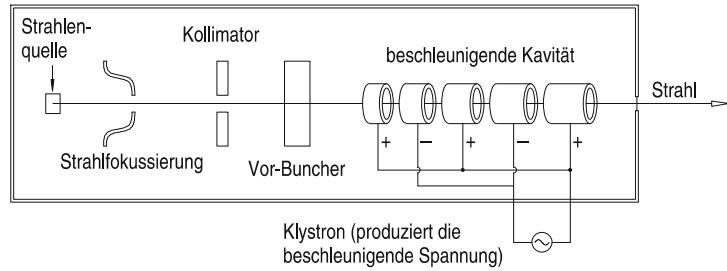 Strahlen-
quelle
Kollimator
beschleunigende Kavität
Strahl
Strahlfokussierung
Vor-Buncher
+ – + – +
Klystron (produziert die
beschleunigende Spannung)